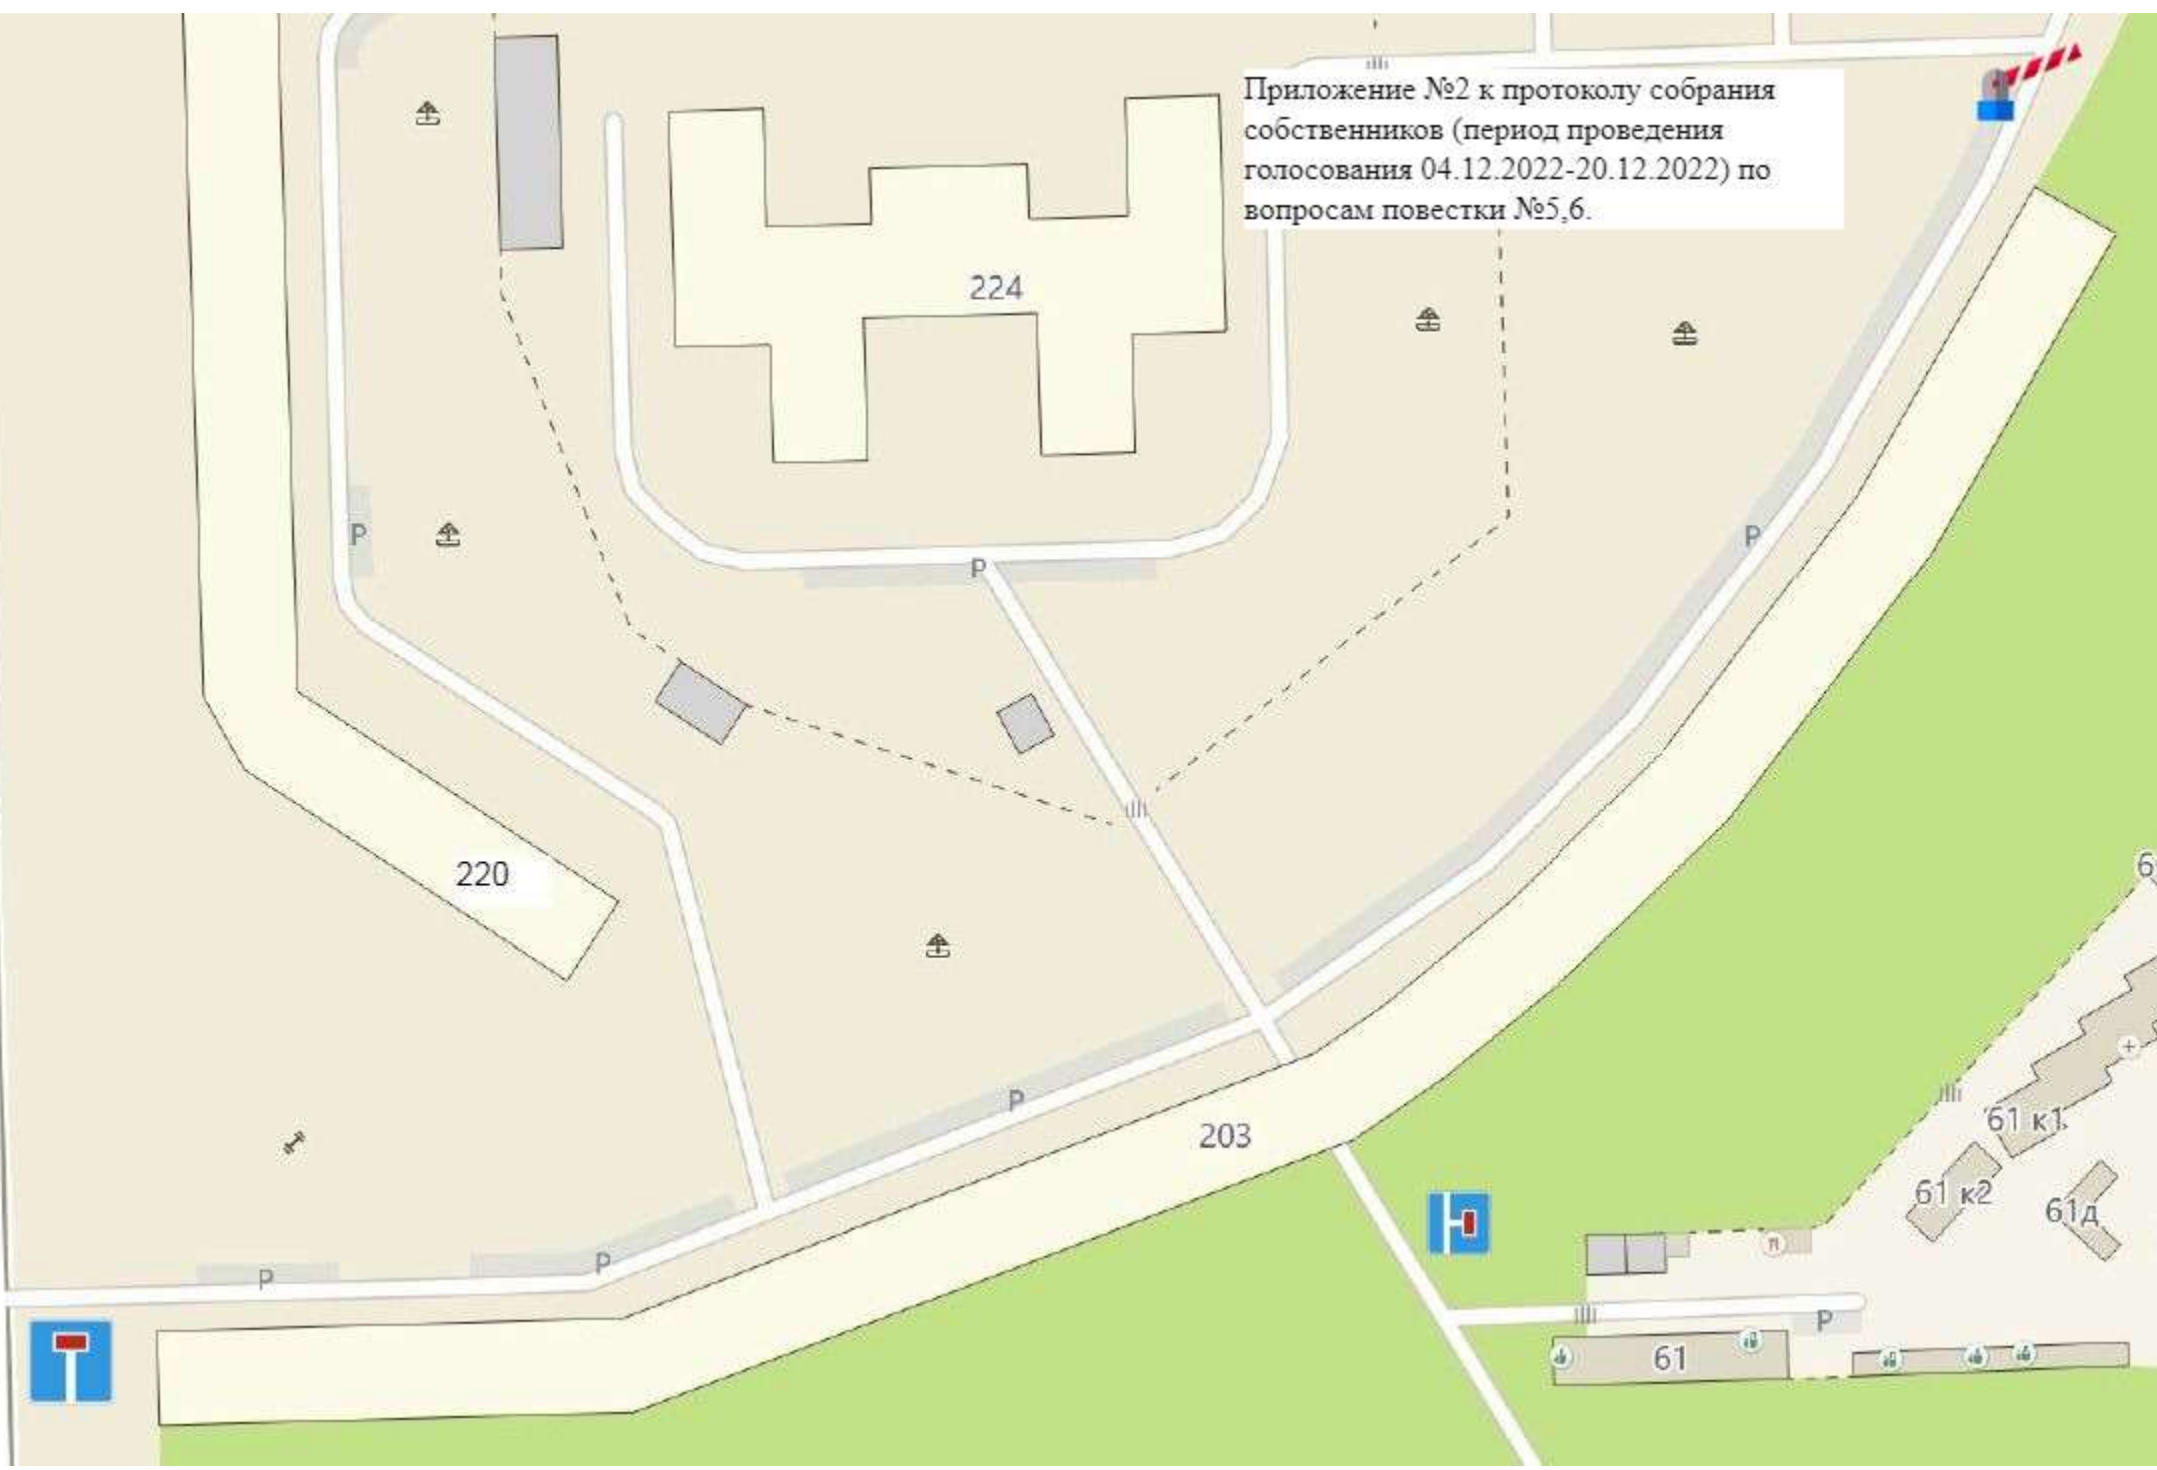 Приложение №2 к протоколу собрания
собственников (период проведения
голосования 04.12.2022-20.12.2022) по
вопросам повестки №5,6.
224
P
P
P
220
6
P
203
61 к1
61 к2
61д
P
P
P
61